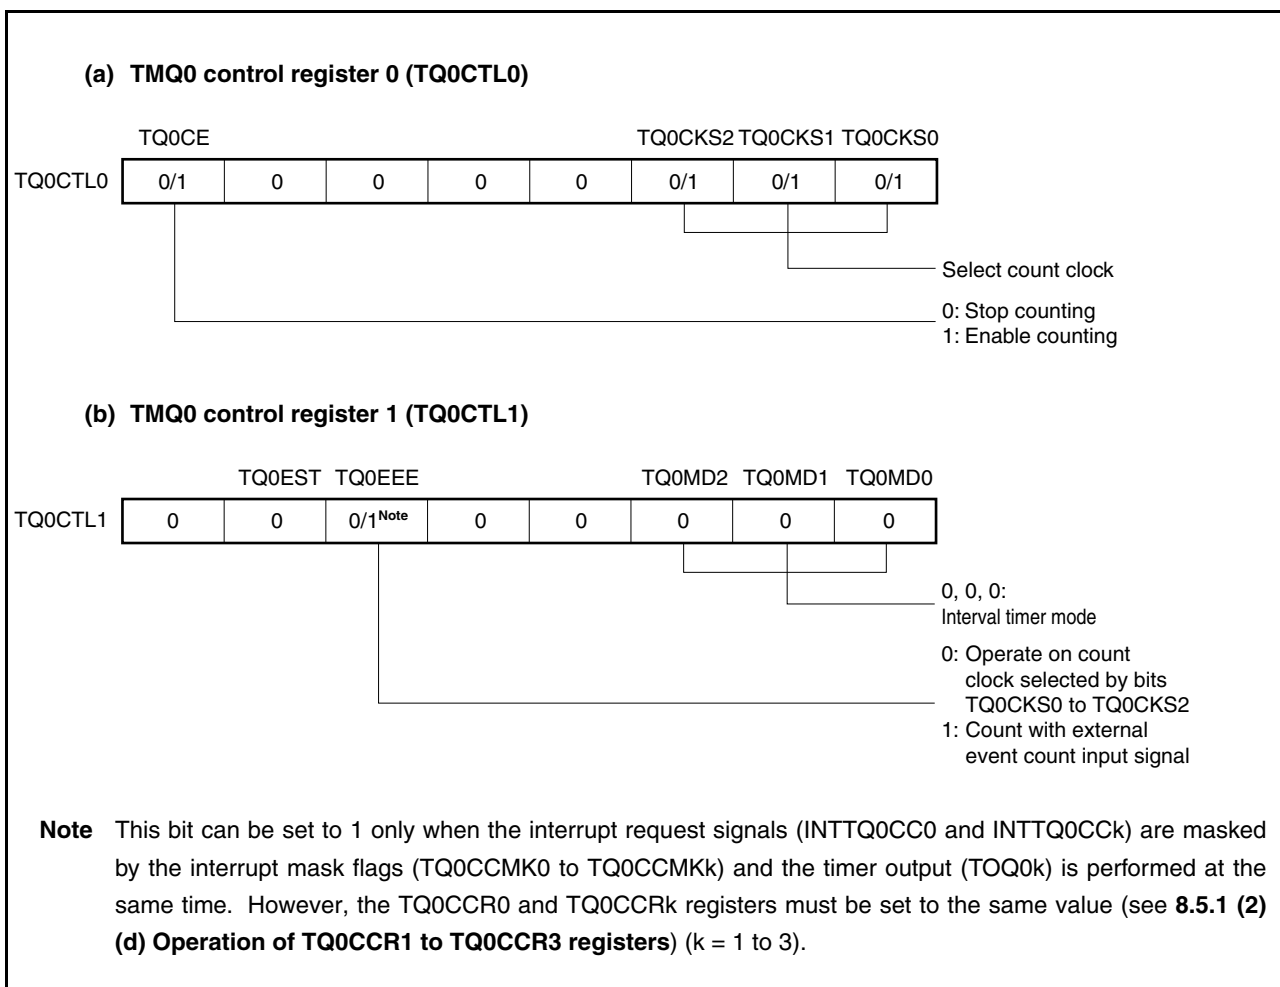 (a) TMQ0 control register 0 (TQ0CTL0)
TQ0CE TQ0CKS2 TQ0CKS1 TQ0CKS0
TQ0CTL0 0/1 0 0 0 0 0/1 0/1 0/1
Select count clock
0: Stop counting
1: Enable counting
(b) TMQ0 control register 1 (TQ0CTL1)
TQ0EST TQ0EEE TQ0MD2 TQ0MD1 TQ0MD0
TQ0CTL1 0 0 0/1Note 0 0 0 0 0
0, 0, 0:
Interval timer mode
0: Operate on count
clock selected by bits
TQ0CKS0 to TQ0CKS2
1: Count with external
event count input signal
Note This bit can be set to 1 only when the interrupt request signals (INTTQ0CC0 and INTTQ0CCk) are masked
by the interrupt mask flags (TQ0CCMK0 to TQ0CCMKk) and the timer output (TOQ0k) is performed at the
same time. However, the TQ0CCR0 and TQ0CCRk registers must be set to the same value (see 8.5.1 (2)
(d) Operation of TQ0CCR1 to TQ0CCR3 registers) (k = 1 to 3).